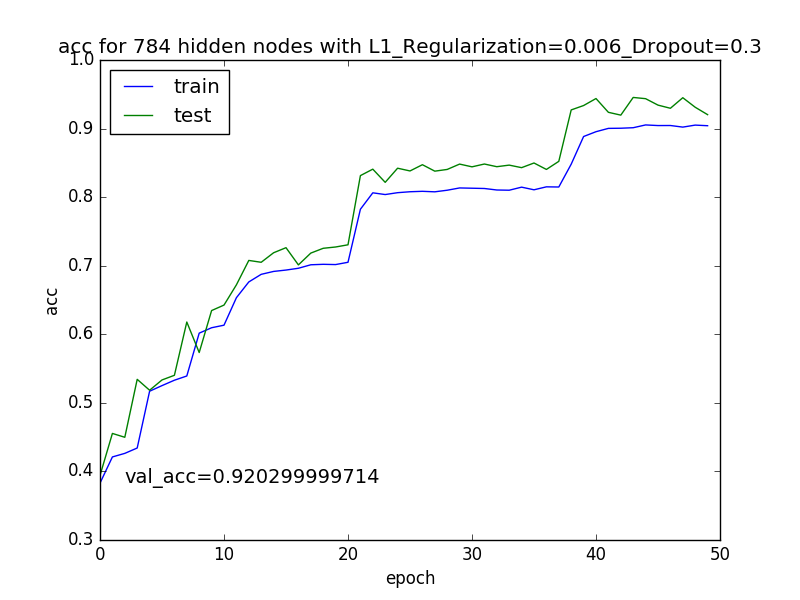 acc for 784 hidden nodes with L1_Regularization=0.006_Dropout=0.3
1.0
train
test
0.9
0.8
0.7
acc
0.6
0.5
0.4
val_acc=0.920299999714
0.3
0 10 20 30 40 50
epoch